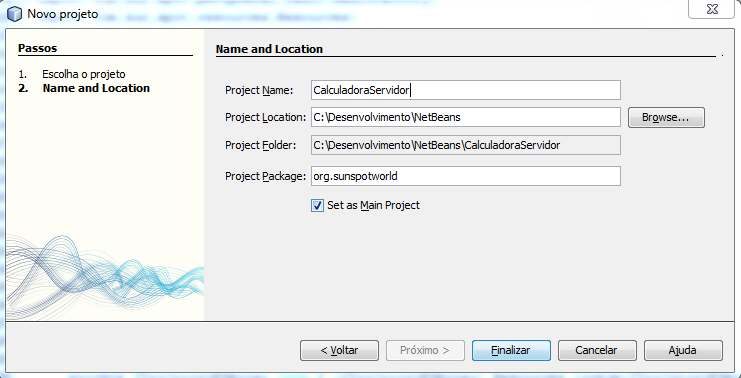 Novo projeto
Passos
1. Escolha o projeto
2. Name and Location
Name and Location
Project Name: CalculadoraServidor
Project Location: C:\Desenvolvimento\NetBeans Browse...
Project Folder: C:\Desenvolvimento\NetBeans\CalculadoraServidor
Project Package: org.sunspotworld
Set as Main Project
< Voltar Próximo > Finalizar Cancelar Ajuda